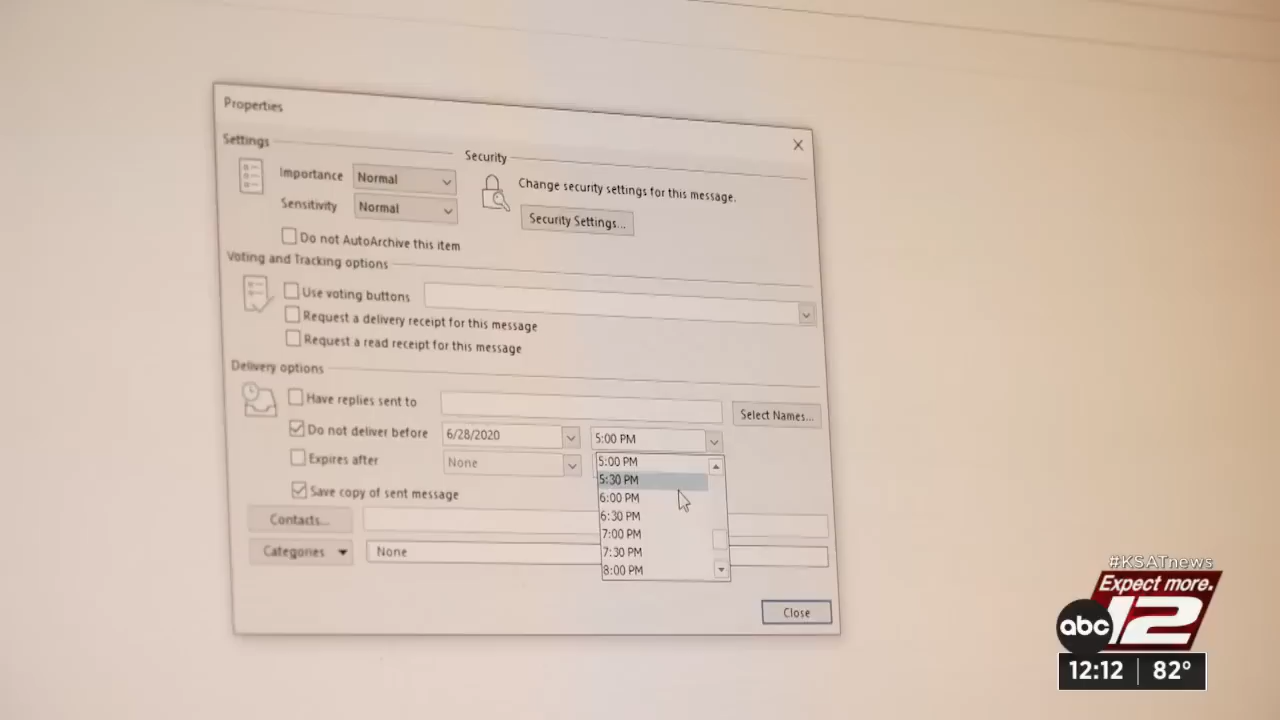 Properties
Settings
Security
Importance Normal
Change security settings for this message.
Sensitivity Normal
Security Settings...
Do not AutoArchive this item
Voting and Tracking options
Use voting buttons
Request a delivery receipt for this message
Request a read receipt for this message
Delivery options
Have replies sent to
Select Names...
Do not deliver before 6/28/2020 5:00 PM
Expires after None
5:00 PM
5:30 PM
6:00 PM
6:30 PM
7:00 PM
7:30 PM
8:00 PM
Save copy of sent message
Contacts...
Categories None
Close
#KSATnews
Expect more.
abc 12
12:12 82°